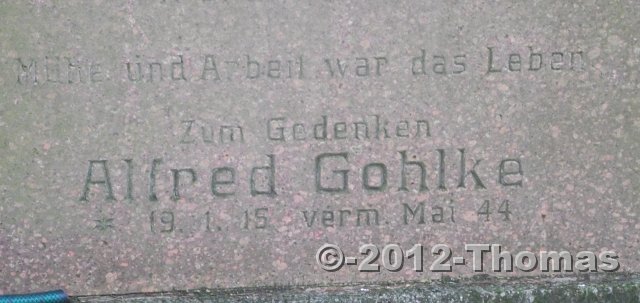 Mühe und Arbeit war das Leben
Zum Gedenken
Alfred Gohlke
* 19. 1. 15 verm. Mai 44
©-2012-Thomas